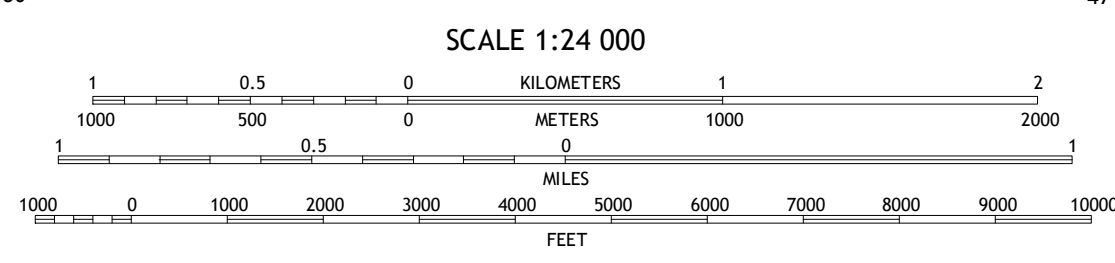 SCALE 1:24 000
1 0.5 0 KILOMETERS 1 2
1000 500 0 METERS 1000 2000
1 0.5 0 1
MILES
1000 0 1000 2000 3000 4000 5000 6000 7000 8000 9000 10000
FEET